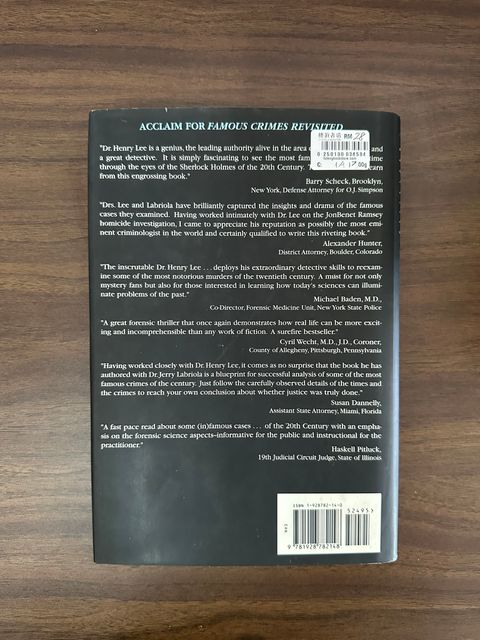 ACCLAIM FOR FAMOUS CRIMES REVISITED
"Dr. Henry Lee is a genius, the leading authority alive in the area and
a great detective. It is simply fascinating to see the most fam time
through the eyes of the Sherlock Holmes of the 20th Century. earn
from this engrossing book."
Barry Scheck, Brooklyn,
New York, Defense Attorney for O.J. Simpson
"Drs. Lee and Labriola have brilliantly captured the insights and drama of the famous
cases they examined. Having worked intimately with Dr. Lee on the JonBenet Ramsey
homicide investigation, I came to appreciate his reputation as possibly the most em-
inent criminologist in the world and certainly qualified to write this riveting book."
Alexander Hunter,
District Attorney, Boulder, Colorado
"The inscrutable Dr. Henry Lee . . . deploys his extraordinary detective skills to reexam-
ine some of the most notorious murders of the twentieth century. A must for not only
mystery fans but also for those interested in learning how today's sciences can illumi-
nate problems of the past."
Michael Baden, M.D.,
Co-Director, Forensic Medicine Unit, New York State Police
"A great forensic thriller that once again demonstrates how real life can be more excit-
ing and incomprehensible than any work of fiction. A surefire bestseller."
Cyril Wecht, M.D., J.D., Coroner,
County of Allegheny, Pittsburgh, Pennsylvania
"Having worked closely with Dr. Henry Lee, it comes as no surprise that the book he has
authored with Dr. Jerry Labriola is a blueprint for successful analysis of some of the most
famous crimes of the century. Just follow the carefully observed details of the times and
the crimes to reach your own conclusion about whether justice was truly done."
Susan Dannelly,
Assistant State Attorney, Miami, Florida
"A fast pace read about some (in)famous cases . . . of the 20th Century with an empha-
sis on the forensic science aspects–informative for the public and instructional for the
practitioner."
Haskell Pitluck,
19th Judicial Circuit Judge, State of Illinois
RM 28
ISBN 1-928782-14-0
52495>
9 781928 782148